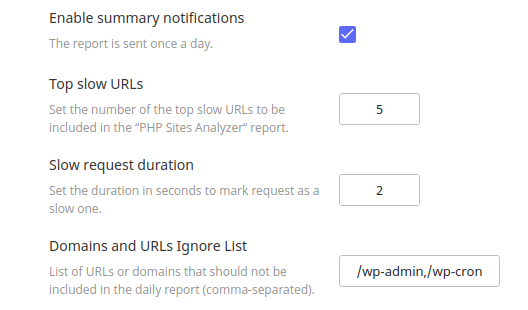 Enable summary notifications
The report is sent once a day.
Top slow URLs
Set the number of the top slow URLs to be
included in the “PHP Sites Analyzer“ report.
5
Slow request duration
Set the duration in seconds to mark request as a
slow one.
2
Domains and URLs Ignore List
List of URLs or domains that should not be
included in the daily report (comma-separated).
/wp-admin,/wp-cron